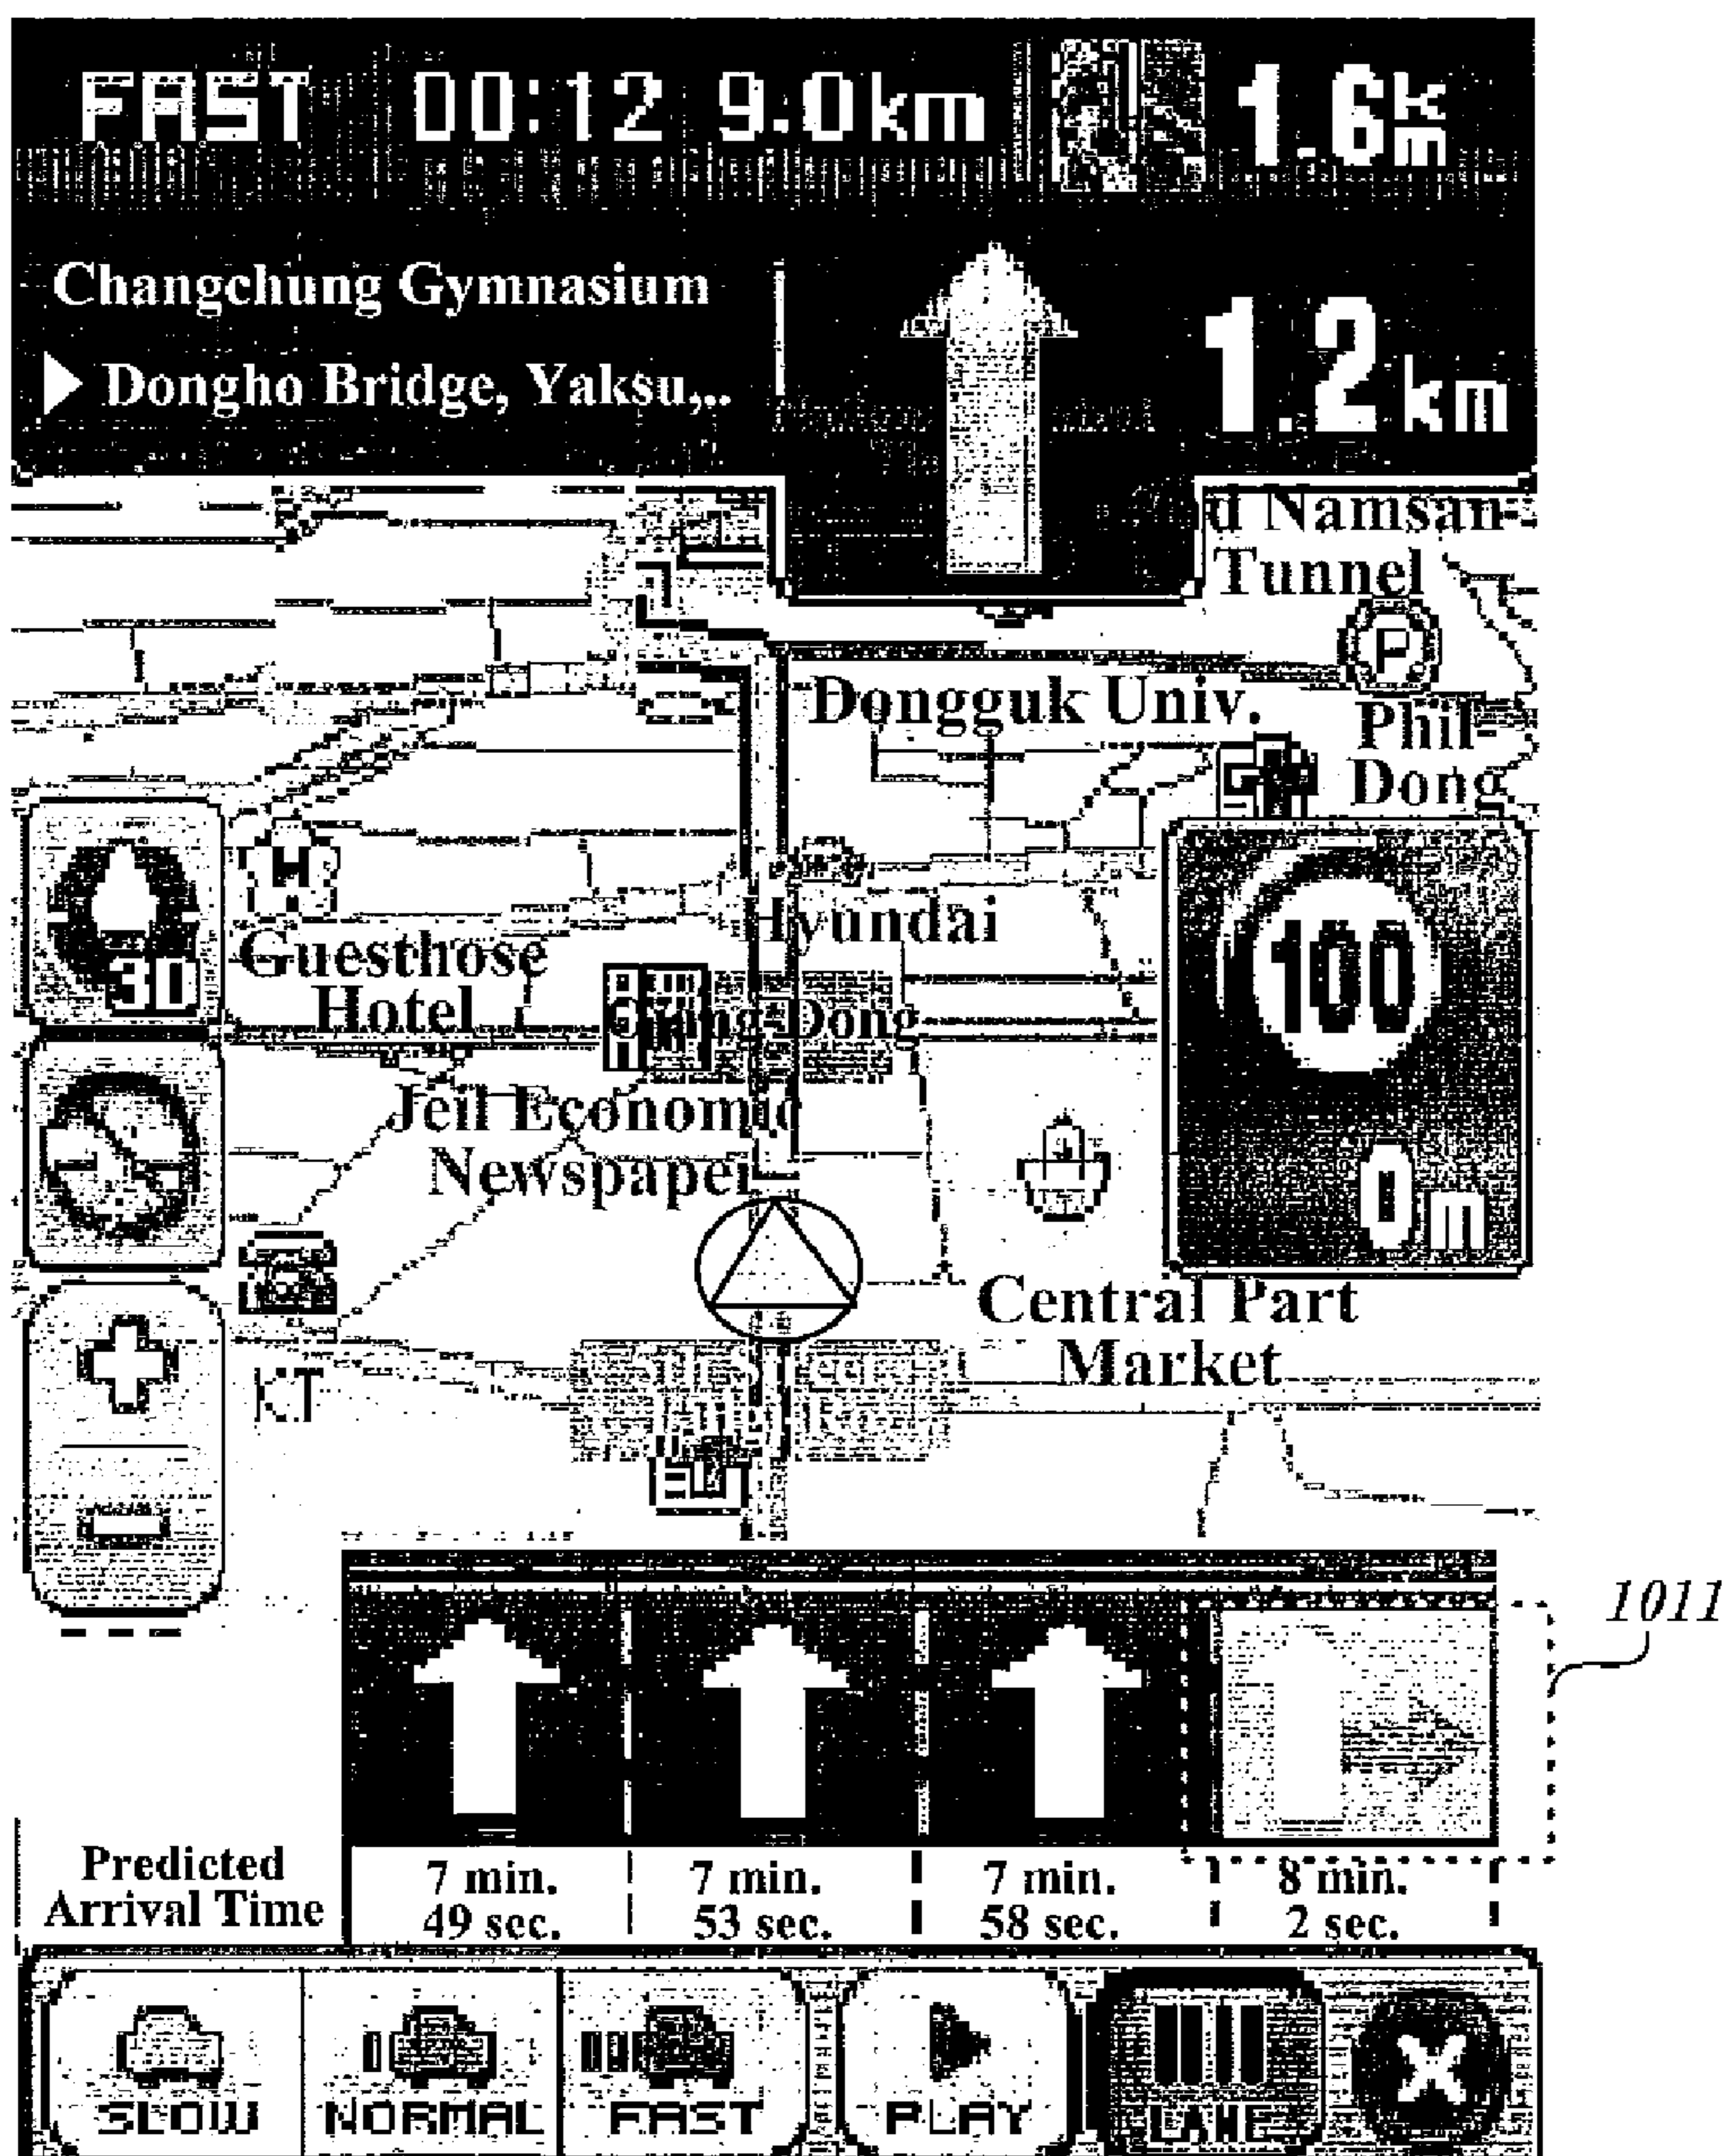 FAST 00:12 9.0km 1.6km
Changchung Gymnasium
Dongho Bridge, Yaksu,..
1.2km
d Namsan
Tunnel
P
Dongguk Univ.
Phil-
Dong
H
Hyundai
100
3D
Guesthose
Hotel
Dong
Jeil Economic
Newspaper
0m
Central Part
Market
KT
1011
Predicted
Arrival Time
7 min.
49 sec.
7 min.
53 sec.
7 min.
58 sec.
8 min.
2 sec.
SLOW NORMAL FAST PLAY LANE X